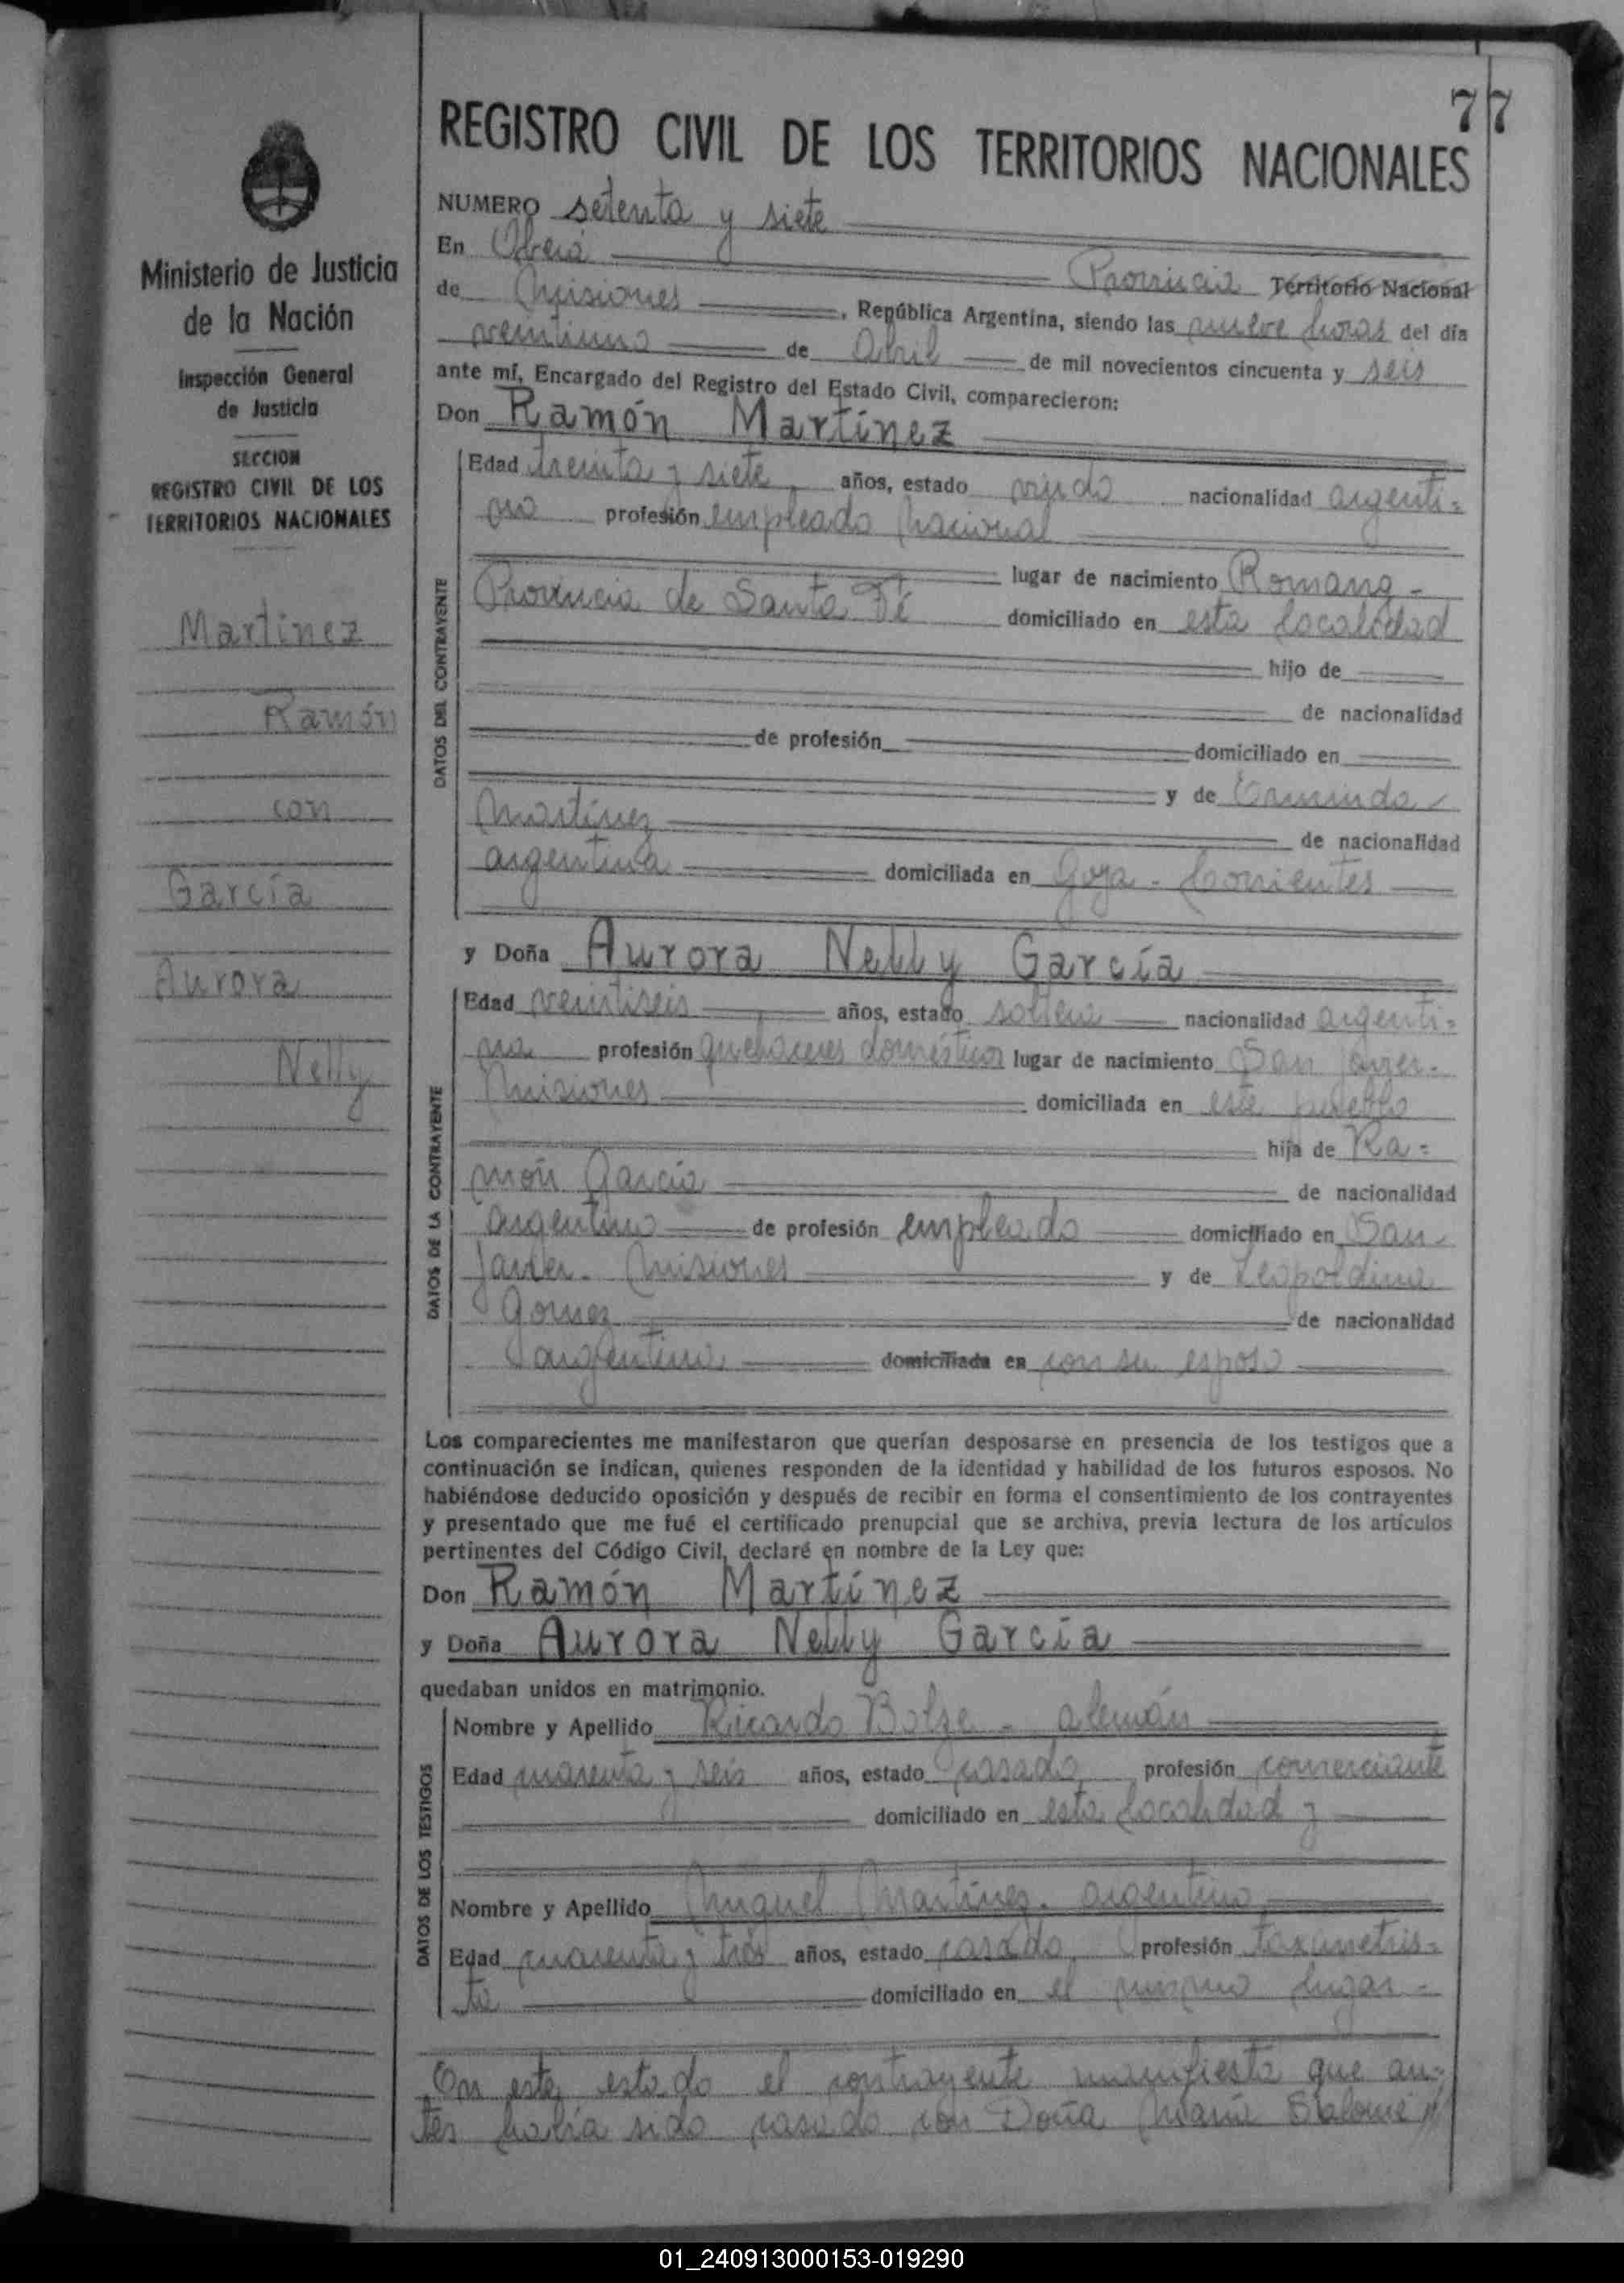 77
REGISTRO CIVIL DE LOS TERRITORIOS NACIONALES
Ministerio de Justicia
de la Nación
Inspección General
de Justicia
SECCION
REGISTRO CIVIL DE LOS
TERRITORIOS NACIONALES
Martínez
Ramón
con
García
Aurora
Nelly
NUMERO setenta y siete
En Oberá Provincia Territorio Nacional
de Misiones, República Argentina, siendo las nueve horas del día
veintiuno de Abril de mil novecientos cincuenta y seis
ante mí, Encargado del Registro del Estado Civil, comparecieron:
Don Ramón Martínez
DATOS DEL CONTRAYENTE
Edad treinta y siete años, estado viudo nacionalidad argenti=
no profesión empleado Nacional
lugar de nacimiento Romang -
Provincia de Santa Fé domiciliado en esta localidad
hijo de
de nacionalidad
de profesión domiciliado en
y de
Martínez de nacionalidad
argentina domiciliada en Goya - Corrientes
y Doña Aurora Nelly García
DATOS DE LA CONTRAYENTE
Edad veintiseis años, estado soltera nacionalidad argenti=
na profesión quehaceres domésticos lugar de nacimiento San Javier -
Misiones domiciliada en este pueblo
hija de Ra=
món García de nacionalidad
argentino de profesión empleado domiciliado en San
Javier - Misiones y de Leopoldina
Gomez de nacionalidad
argentina domiciliada en con su esposo
Los comparecientes me manifestaron que querían desposarse en presencia de los testigos que a
continuación se indican, quienes responden de la identidad y habilidad de los futuros esposos. No
habiéndose deducido oposición y después de recibir en forma el consentimiento de los contrayentes
y presentado que me fué el certificado prenupcial que se archiva, previa lectura de los artículos
pertinentes del Código Civil, declaré en nombre de la Ley que:
Don Ramón Martínez
y Doña Aurora Nelly García
quedaban unidos en matrimonio.
DATOS DE LOS TESTIGOS
Nombre y Apellido Ricardo - alemán
Edad cuarenta y seis años, estado casado profesión comerciante
domiciliado en esta localidad y
Nombre y Apellido Miguel Martínez - argentino
Edad cuarenta y tres años, estado casado profesión taximetris=
ta domiciliado en el mismo lugar -
En este estado el contrayente manifiesta que an=
tes había sido casado con Doña María Salomé //
01_240913000153-019290